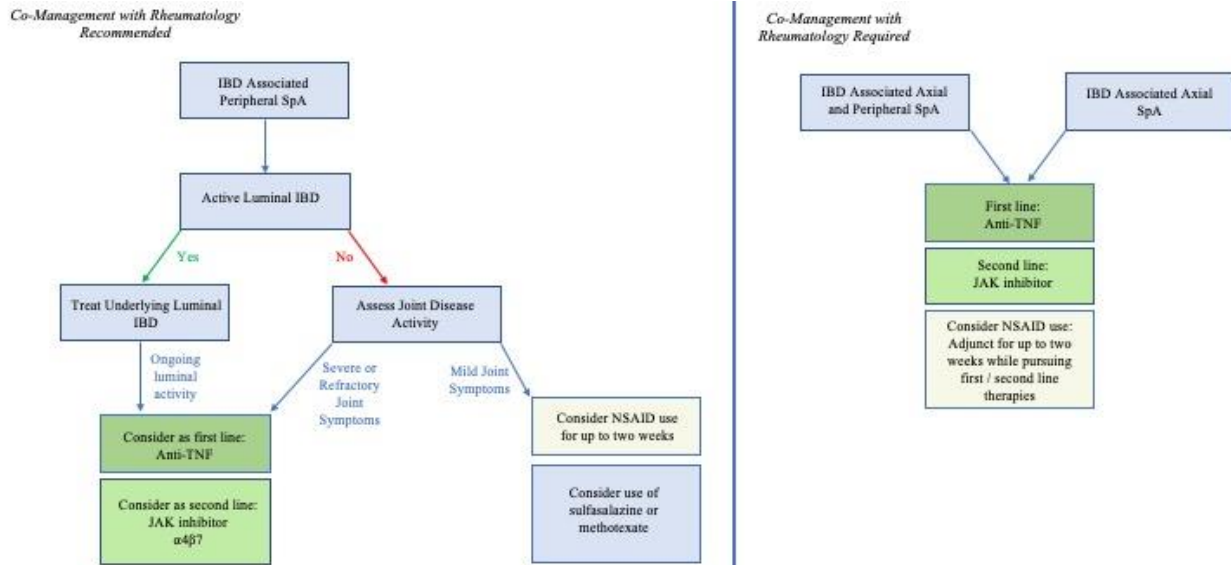 Co-Management with Rheumatology
Recommended
IBD Associated
Peripheral SpA
Active Luminal IBD
Yes
No
Treat Underlying Luminal
IBD
Assess Joint Disease
Activity
Ongoing
luminal
activity
Severe or
Refractory
Joint
Symptoms
Mild Joint
Symptoms
Consider as first line:
Anti-TNF
Consider as second line:
JAK inhibitor
α4β7
Consider NSAID use
for up to two weeks
Consider use of
sulfasalazine or
methotexate
Co-Management with
Rheumatology Required
IBD Associated Axial
and Peripheral SpA
IBD Associated Axial
SpA
First line:
Anti-TNF
Second line:
JAK inhibitor
Consider NSAID use:
Adjunct for up to two
weeks while pursuing
first / second line
therapies